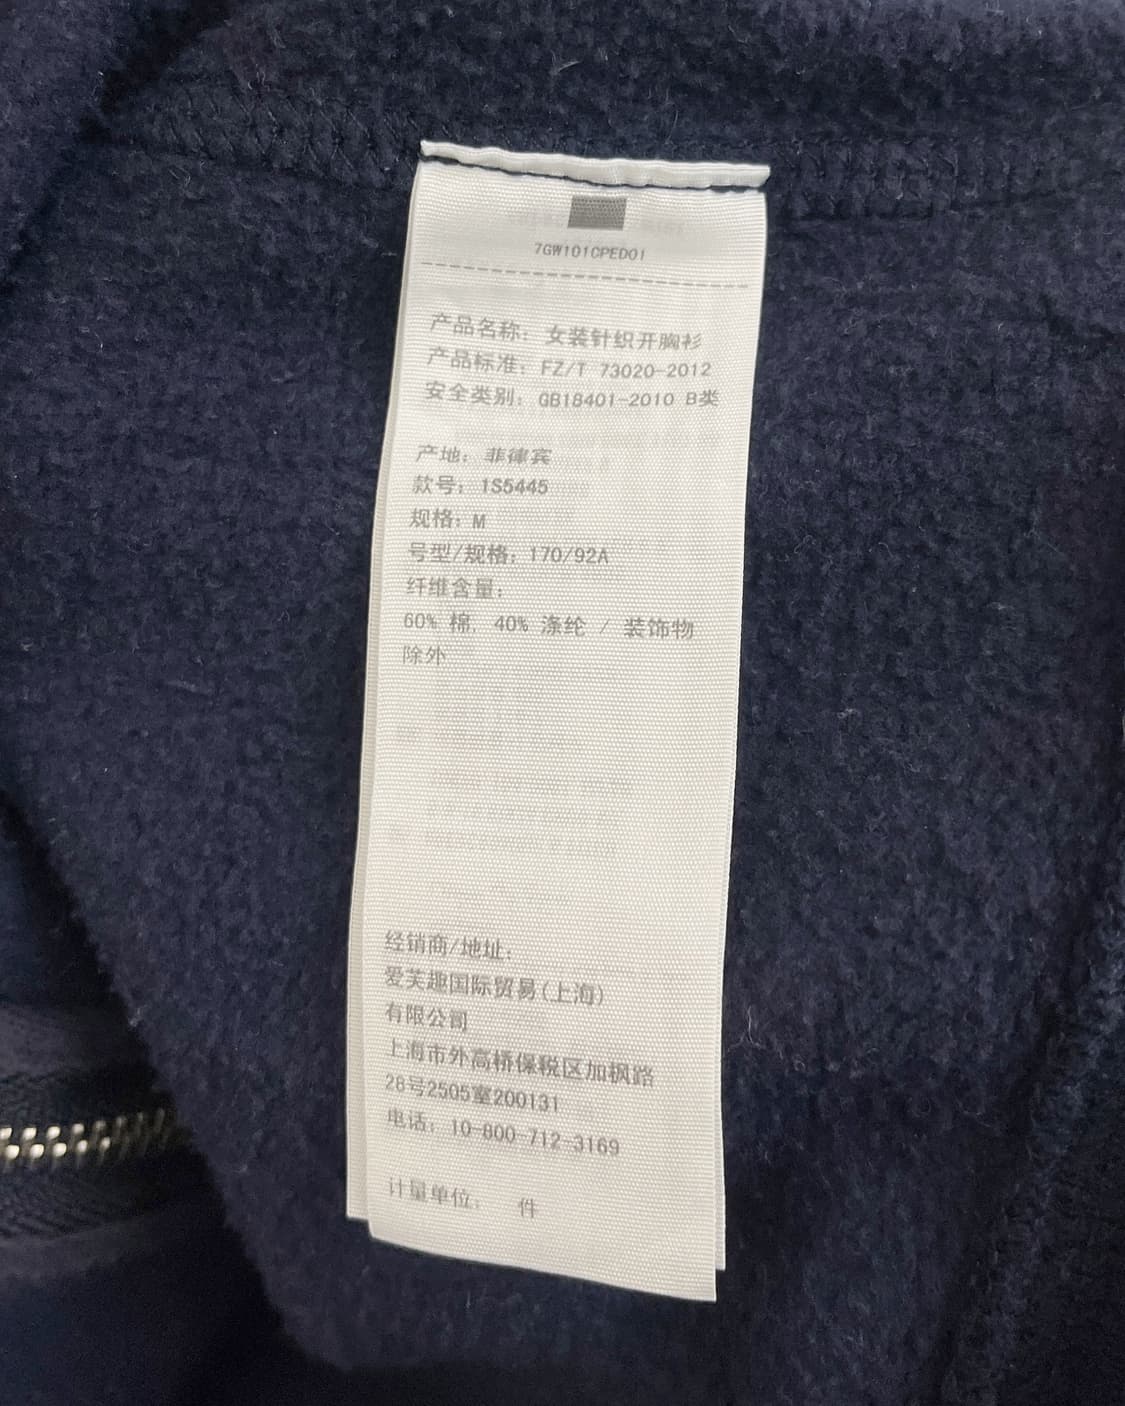 7GW101CPED01
产品名称：女装针织开胸衫
产品标准：FZ/T 73020-2012
安全类别：GB18401-2010 B类
产地：菲律宾
款号：1S5445
规格：M
号型/规格：170/92A
纤维含量：
60% 棉, 40% 涤纶 / 装饰物
除外
经销商/地址：
爱芙趣国际贸易(上海)
有限公司
上海市外高桥保税区加枫路
28号2505室200131
电话：10-800-712-3169
计量单位： 件